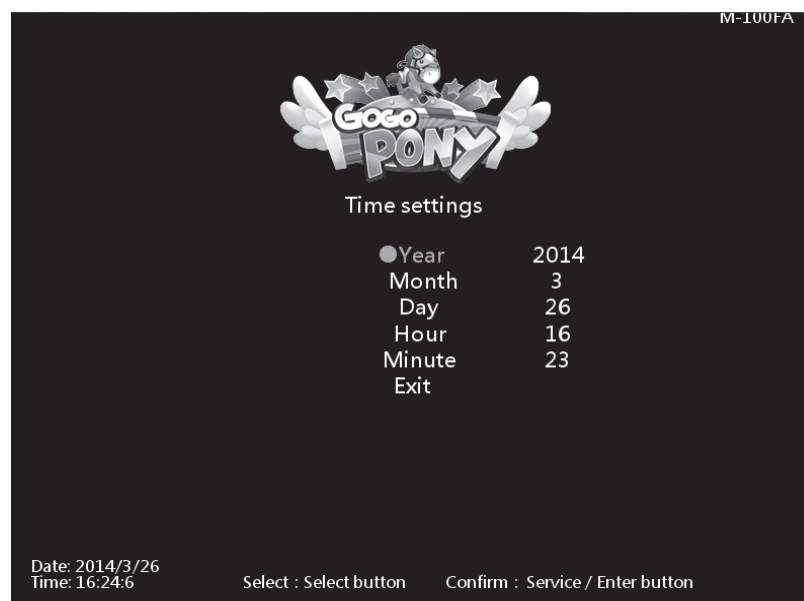 M-100FA
GOGO
PONY
Time settings
Year 2014
Month 3
Day 26
Hour 16
Minute 23
Exit
Date: 2014/3/26
Time: 16:24:6
Select : Select button Confirm : Service / Enter button